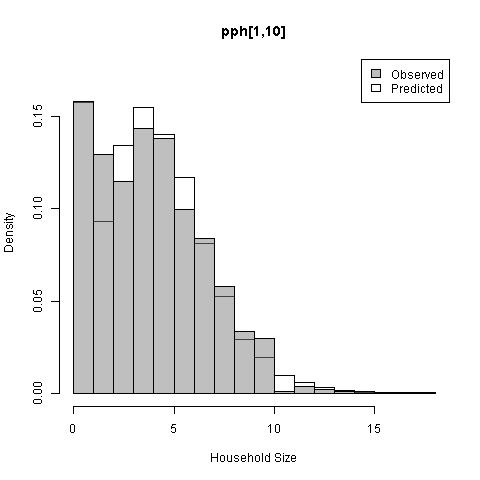 pph[1,10]
Observed
Predicted
Density
0.15
0.10
0.05
0.00
0 5 10 15
Household Size